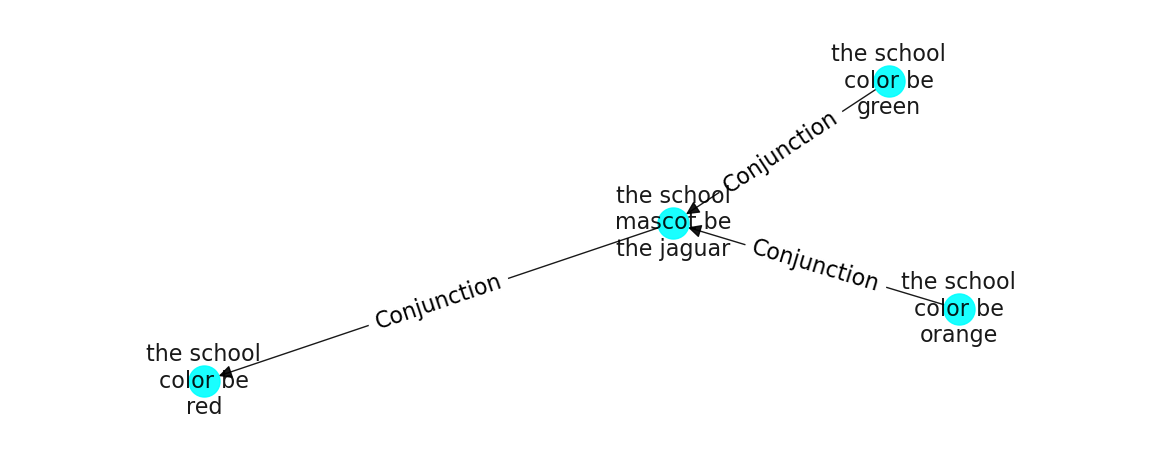 the school
color be
green
Conjunction
the school
mascot be
the jaguar
Conjunction
the school
color be
orange
Conjunction
the school
color be
red